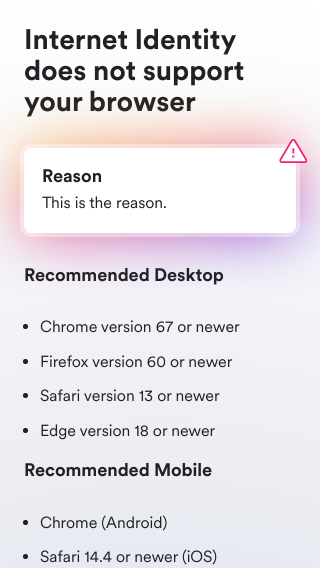 Internet Identity
does not support
your browser
Reason
This is the reason.
Recommended Desktop
• Chrome version 67 or newer
• Firefox version 60 or newer
• Safari version 13 or newer
• Edge version 18 or newer
Recommended Mobile
• Chrome (Android)
• Safari 14.4 or newer (iOS)